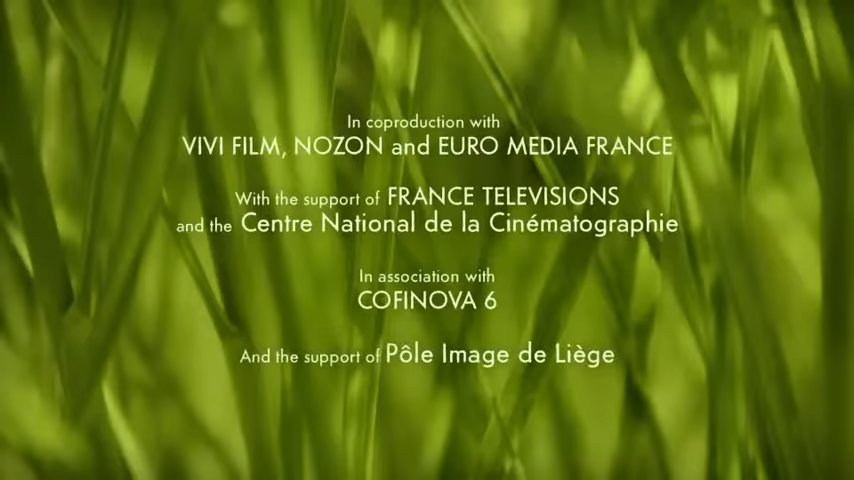 In coproduction with
VIVI FILM, NOZON and EURO MEDIA FRANCE
With the support of FRANCE TELEVISIONS
and the Centre National de la Cinématographie
In association with
COFINOVA 6
And the support of Pôle Image de Liège